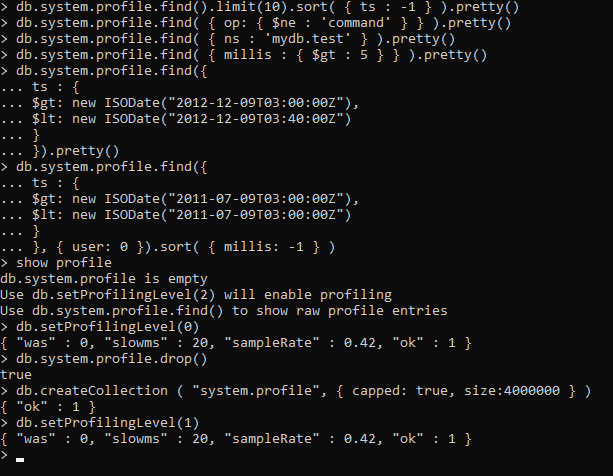 > db.system.profile.find().limit(10).sort( { ts : -1 } ).pretty()
> db.system.profile.find( { op: { $ne : 'command' } } ).pretty()
> db.system.profile.find( { ns : 'mydb.test' } ).pretty()
> db.system.profile.find( { millis : { $gt : 5 } } ).pretty()
> db.system.profile.find({
... ts : {
... $gt: new ISODate("2012-12-09T03:00:00Z"),
... $lt: new ISODate("2012-12-09T03:40:00Z")
... }
... }).pretty()
> db.system.profile.find({
... ts : {
... $gt: new ISODate("2011-07-09T03:00:00Z"),
... $lt: new ISODate("2011-07-09T03:00:00Z")
... }
... }, { user: 0 }).sort( { millis: -1 } )
> show profile
db.system.profile is empty
Use db.setProfilingLevel(2) will enable profiling
Use db.system.profile.find() to show raw profile entries
> db.setProfilingLevel(0)
{ "was" : 0, "slowms" : 20, "sampleRate" : 0.42, "ok" : 1 }
> db.system.profile.drop()
true
> db.createCollection ( "system.profile", { capped: true, size:4000000 } )
{ "ok" : 1 }
> db.setProfilingLevel(1)
{ "was" : 0, "slowms" : 20, "sampleRate" : 0.42, "ok" : 1 }
>